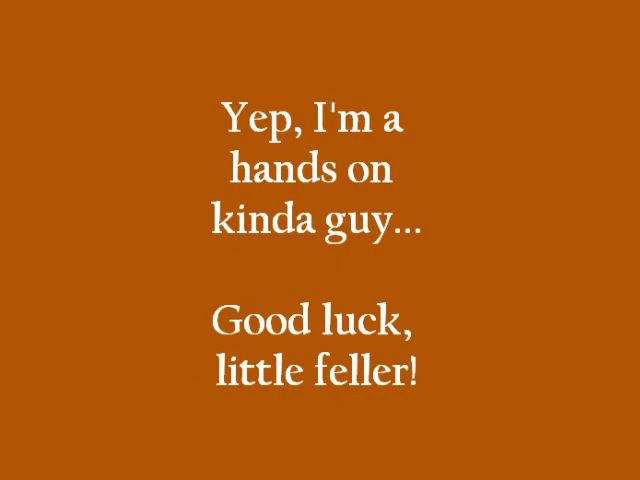 Yep, I'm a
hands on
kinda guy...
Good luck,
little feller!